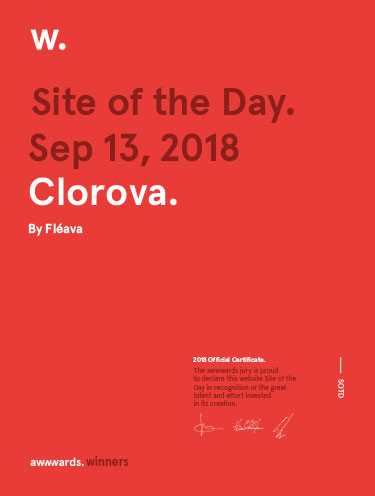 w.
Site of the Day.
Sep 13, 2018
Clorova.
By Fléava
2018 Official Certificate.
The awwwards jury is proud
to declare this website Site of the
Day in recognition of the great
talent and effort invested
in its creation.
SOTD
awwwards. winners